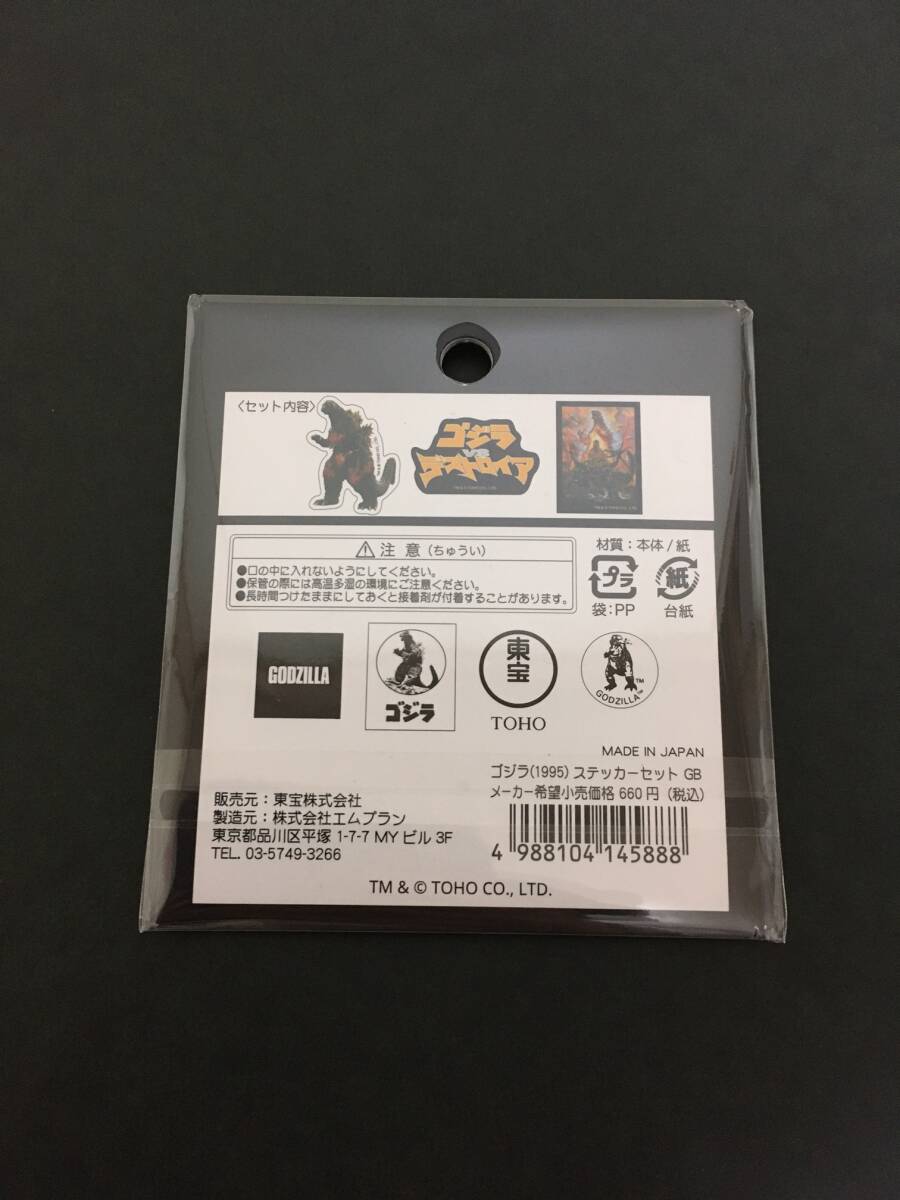 〈セット内容〉
ゴジラ
VS
デストロイア
⚠注 意(ちゅうい)
●口の中に入れないようにしてください。
●保管の際には高温多湿の環境にご注意ください。
●長時間つけたままにしておくと接着剤が付着することがあります。
材質：本体/紙
プラ
紙
袋：PP
台紙
GODZILLA
ゴジラ
東宝
TOHO
GODZILLA™
TM
MADE IN JAPAN
ゴジラ(1995) ステッカーセット GB
メーカー希望小売価格 660円(税込)
4 988104 145888
販売元：東宝株式会社
製造元：株式会社エムプラン
東京都品川区平塚 1-7-7 MY ビル 3F
TEL. 03-5749-3266
TM & © TOHO CO., LTD.